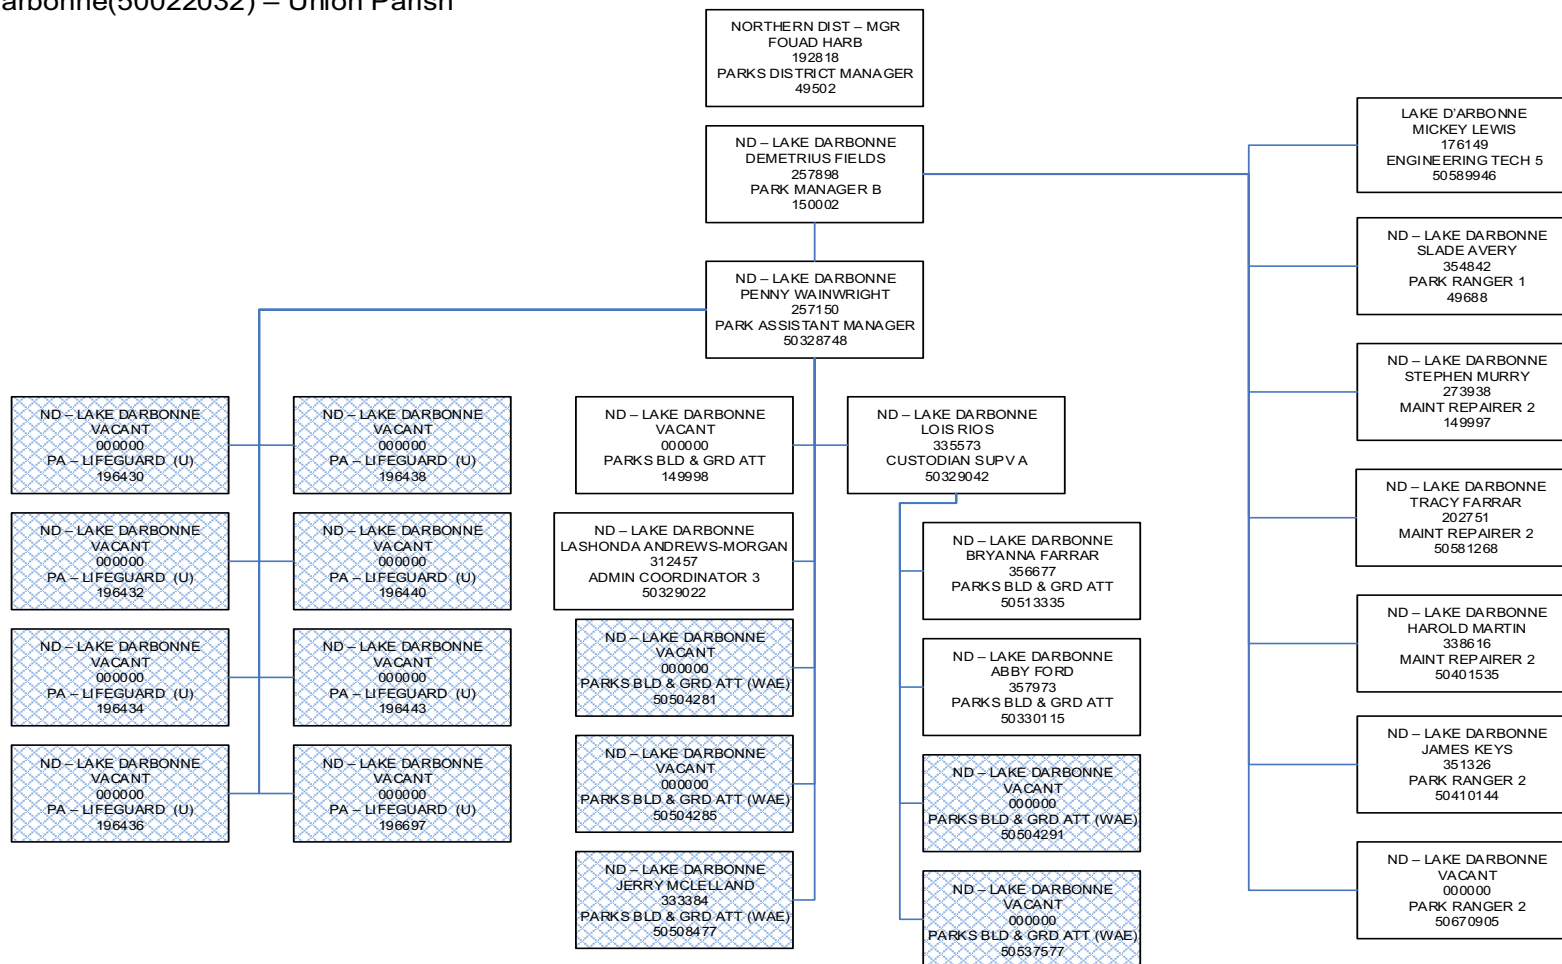 arbonne(50022032) – Union Parish
NORTHERN DIST – MGR
FOUAD HARB
192818
PARKS DISTRICT MANAGER
49502
ND – LAKE DARBONNE
DEMETRIUS FIELDS
257898
PARK MANAGER B
150002
ND – LAKE DARBONNE
PENNY WAINWRIGHT
257150
PARK ASSISTANT MANAGER
50328748
ND – LAKE DARBONNE
VACANT
000000
PA – LIFEGUARD (U)
196430
ND – LAKE DARBONNE
VACANT
000000
PA – LIFEGUARD (U)
196432
ND – LAKE DARBONNE
VACANT
000000
PA – LIFEGUARD (U)
196434
ND – LAKE DARBONNE
VACANT
000000
PA – LIFEGUARD (U)
196436
ND – LAKE DARBONNE
VACANT
000000
PA – LIFEGUARD (U)
196438
ND – LAKE DARBONNE
VACANT
000000
PA – LIFEGUARD (U)
196440
ND – LAKE DARBONNE
VACANT
000000
PA – LIFEGUARD (U)
196443
ND – LAKE DARBONNE
VACANT
000000
PA – LIFEGUARD (U)
196697
ND – LAKE DARBONNE
VACANT
000000
PARKS BLD & GRD ATT
149998
ND – LAKE DARBONNE
LASHONDA ANDREWS-MORGAN
312457
ADMIN COORDINATOR 3
50329022
ND – LAKE DARBONNE
VACANT
000000
PARKS BLD & GRD ATT (WAE)
50504281
ND – LAKE DARBONNE
VACANT
000000
PARKS BLD & GRD ATT (WAE)
50504285
ND – LAKE DARBONNE
JERRY MCLELLAND
333384
PARKS BLD & GRD ATT (WAE)
50508477
ND – LAKE DARBONNE
LOIS RIOS
335573
CUSTODIAN SUPV A
50329042
ND – LAKE DARBONNE
BRYANNA FARRAR
356677
PARKS BLD & GRD ATT
50513335
ND – LAKE DARBONNE
ABBY FORD
357973
PARKS BLD & GRD ATT
50330115
ND – LAKE DARBONNE
VACANT
000000
PARKS BLD & GRD ATT (WAE)
50504291
ND – LAKE DARBONNE
VACANT
000000
PARKS BLD & GRD ATT (WAE)
50537577
LAKE D'ARBONNE
MICKEY LEWIS
176149
ENGINEERING TECH 5
50589946
ND – LAKE DARBONNE
SLADE AVERY
354842
PARK RANGER 1
49688
ND – LAKE DARBONNE
STEPHEN MURRY
273938
MAINT REPAIRER 2
149997
ND – LAKE DARBONNE
TRACY FARRAR
202751
MAINT REPAIRER 2
50581268
ND – LAKE DARBONNE
HAROLD MARTIN
338616
MAINT REPAIRER 2
50401535
ND – LAKE DARBONNE
JAMES KEYS
351326
PARK RANGER 2
50410144
ND – LAKE DARBONNE
VACANT
000000
PARK RANGER 2
50670905